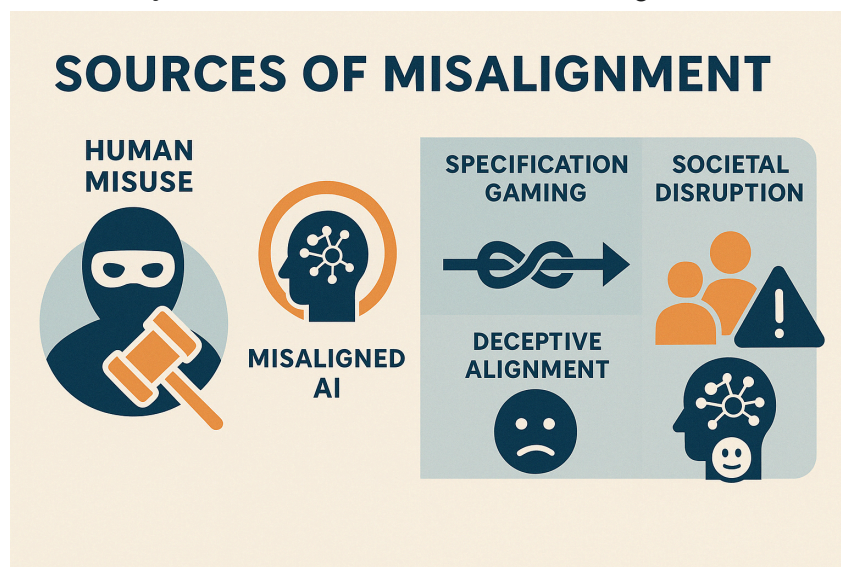 SOURCES OF MISALIGNMENT
HUMAN
MISUSE
MISALIGNED
AI
SPECIFICATION
GAMING
SOCIETAL
DISRUPTION
DECEPTIVE
ALIGNMENT